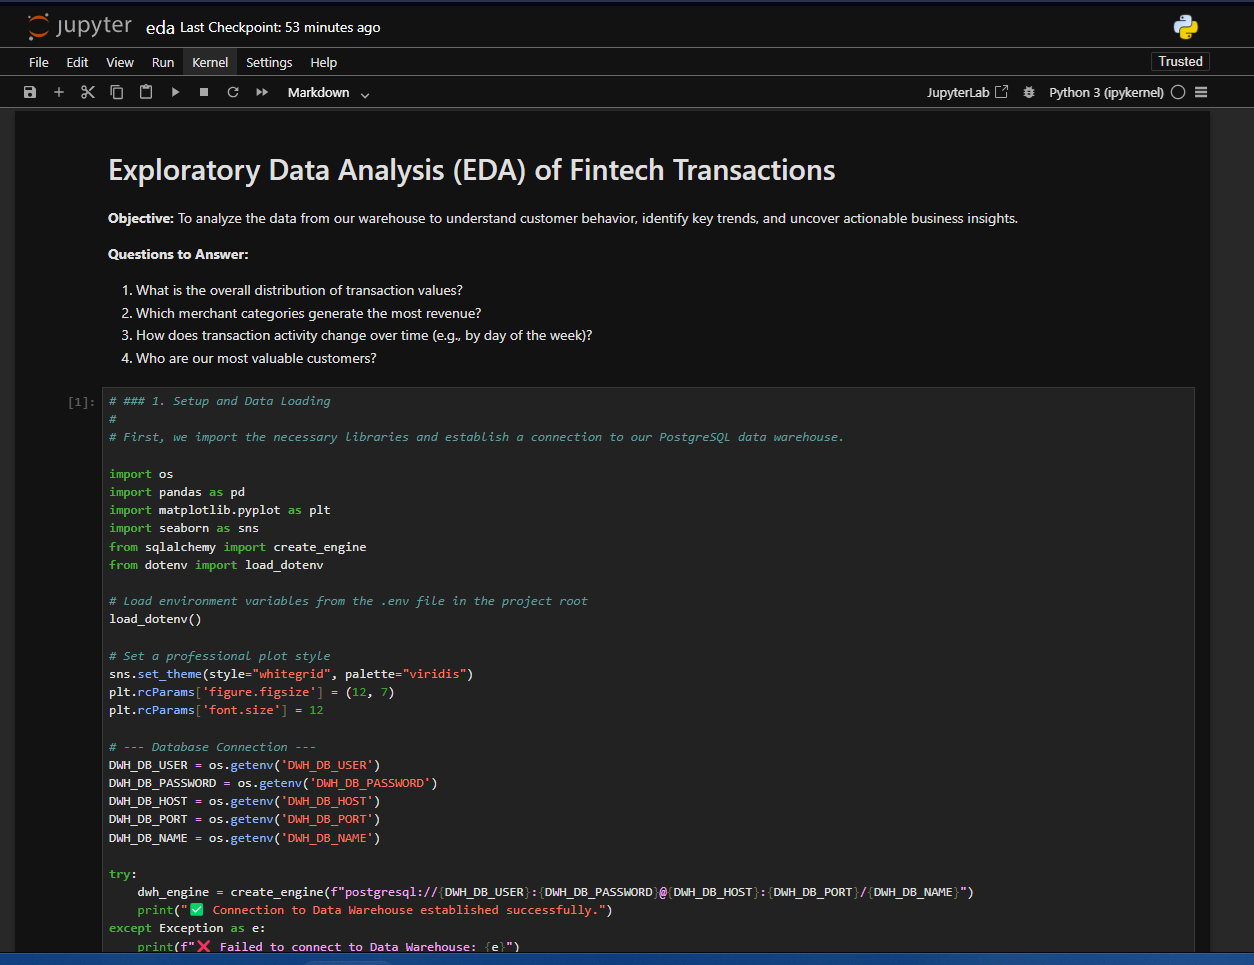 jupyter eda Last Checkpoint: 53 minutes ago
File Edit View Run Kernel Settings Help Trusted
Markdown JupyterLab Python 3 (ipykernel)
Exploratory Data Analysis (EDA) of Fintech Transactions
Objective: To analyze the data from our warehouse to understand customer behavior, identify key trends, and uncover actionable business insights.
Questions to Answer:
1. What is the overall distribution of transaction values?
2. Which merchant categories generate the most revenue?
3. How does transaction activity change over time (e.g., by day of the week)?
4. Who are our most valuable customers?
[1]: # ### 1. Setup and Data Loading
#
# First, we import the necessary libraries and establish a connection to our PostgreSQL data warehouse.
import os
import pandas as pd
import matplotlib.pyplot as plt
import seaborn as sns
from sqlalchemy import create_engine
from dotenv import load_dotenv
# Load environment variables from the .env file in the project root
load_dotenv()
# Set a professional plot style
sns.set_theme(style="whitegrid", palette="viridis")
plt.rcParams['figure.figsize'] = (12, 7)
plt.rcParams['font.size'] = 12
# --- Database Connection ---
DWH_DB_USER = os.getenv('DWH_DB_USER')
DWH_DB_PASSWORD = os.getenv('DWH_DB_PASSWORD')
DWH_DB_HOST = os.getenv('DWH_DB_HOST')
DWH_DB_PORT = os.getenv('DWH_DB_PORT')
DWH_DB_NAME = os.getenv('DWH_DB_NAME')
try:
    dwh_engine = create_engine(f"postgresql://{DWH_DB_USER}:{DWH_DB_PASSWORD}@{DWH_DB_HOST}:{DWH_DB_PORT}/{DWH_DB_NAME}")
    print("✅ Connection to Data Warehouse established successfully.")
except Exception as e:
    print(f"❌ Failed to connect to Data Warehouse: {e}")